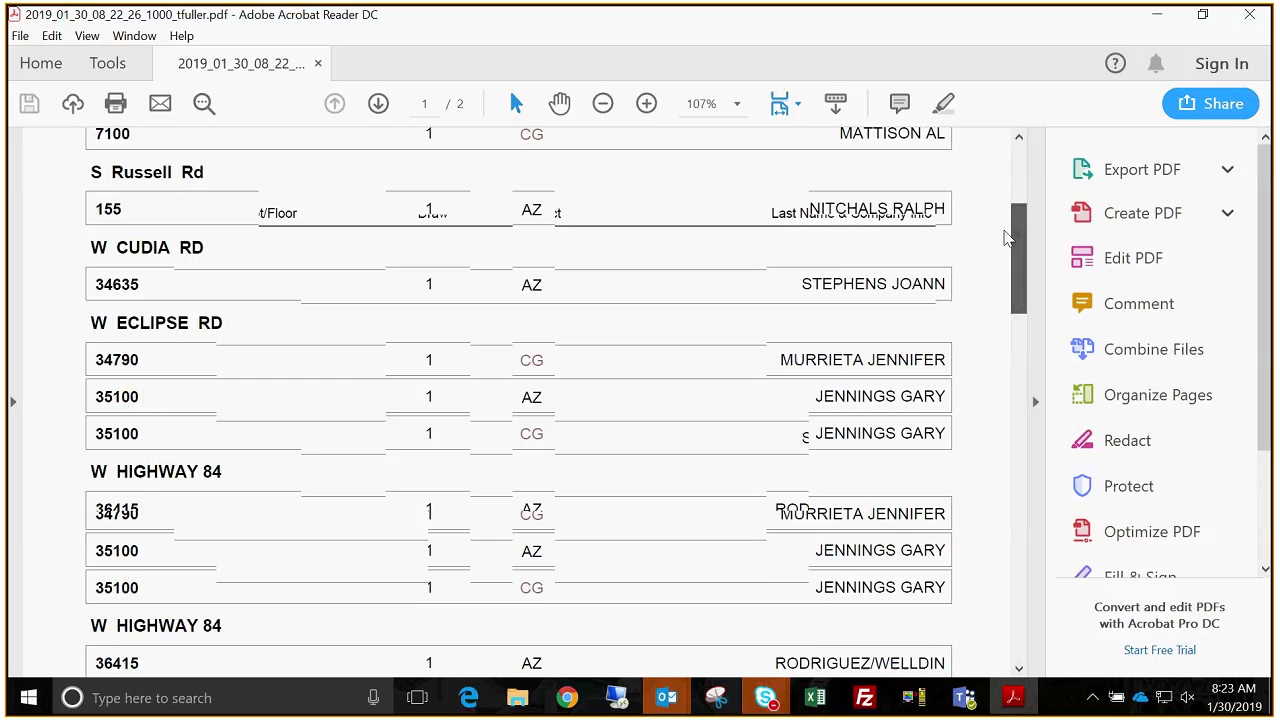 2019_01_30_08_22_26_1000_tfuller.pdf - Adobe Acrobat Reader DC
File Edit View Window Help
Home Tools 2019_01_30_08_22_... × Sign In
1 / 2 107% Share
7100 1 CG MATTISON AL
S Russell Rd
155 1 AZ NITCHALS RALPH
t/Floor
W CUDIA RD
34635 1 AZ STEPHENS JOANN
W ECLIPSE RD
34790 1 CG MURRIETA JENNIFER
35100 1 AZ JENNINGS GARY
35100 1 CG S JENNINGS GARY
W HIGHWAY 84
34790 1 CG MURRIETA JENNIFER
35100 1 AZ JENNINGS GARY
35100 1 CG JENNINGS GARY
W HIGHWAY 84
36415 1 AZ RODRIGUEZ/WELLDIN
Export PDF
Create PDF
Edit PDF
Comment
Combine Files
Organize Pages
Redact
Protect
Optimize PDF
Fill & Sign
Convert and edit PDFs
with Acrobat Pro DC
Start Free Trial
Type here to search
8:23 AM
1/30/2019